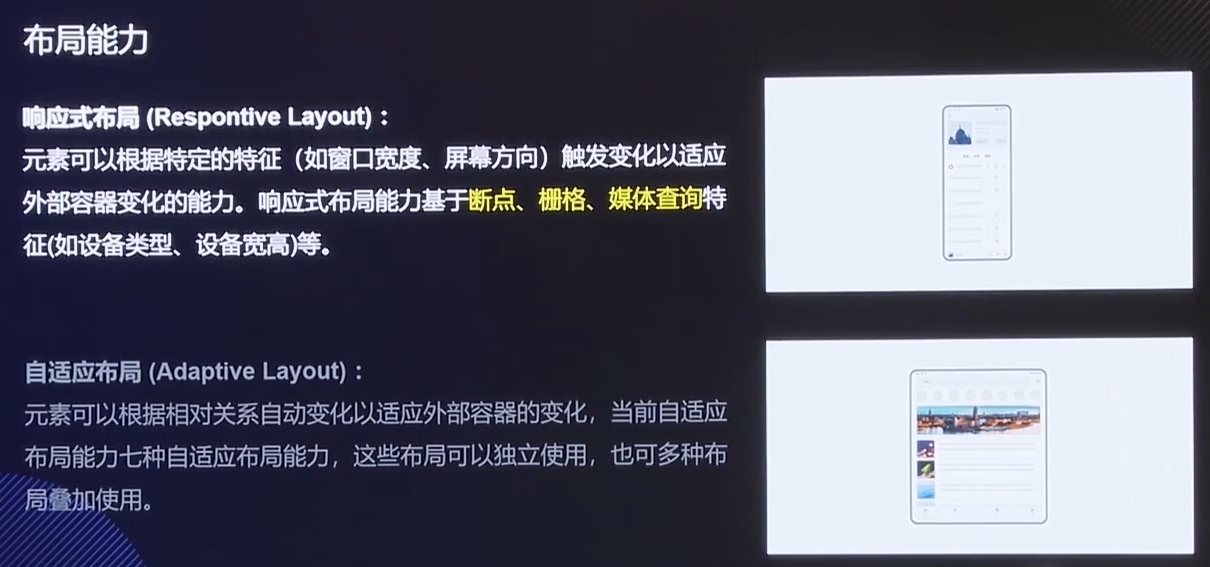 布局能力
响应式布局 (Respontive Layout)：
元素可以根据特定的特征（如窗口宽度、屏幕方向）触发变化以适应
外部容器变化的能力。响应式布局能力基于断点、栅格、媒体查询特
征(如设备类型、设备宽高)等。
自适应布局 (Adaptive Layout)：
元素可以根据相对关系自动变化以适应外部容器的变化，当前自适应
布局能力七种自适应布局能力，这些布局可以独立使用，也可多种布
局叠加使用。